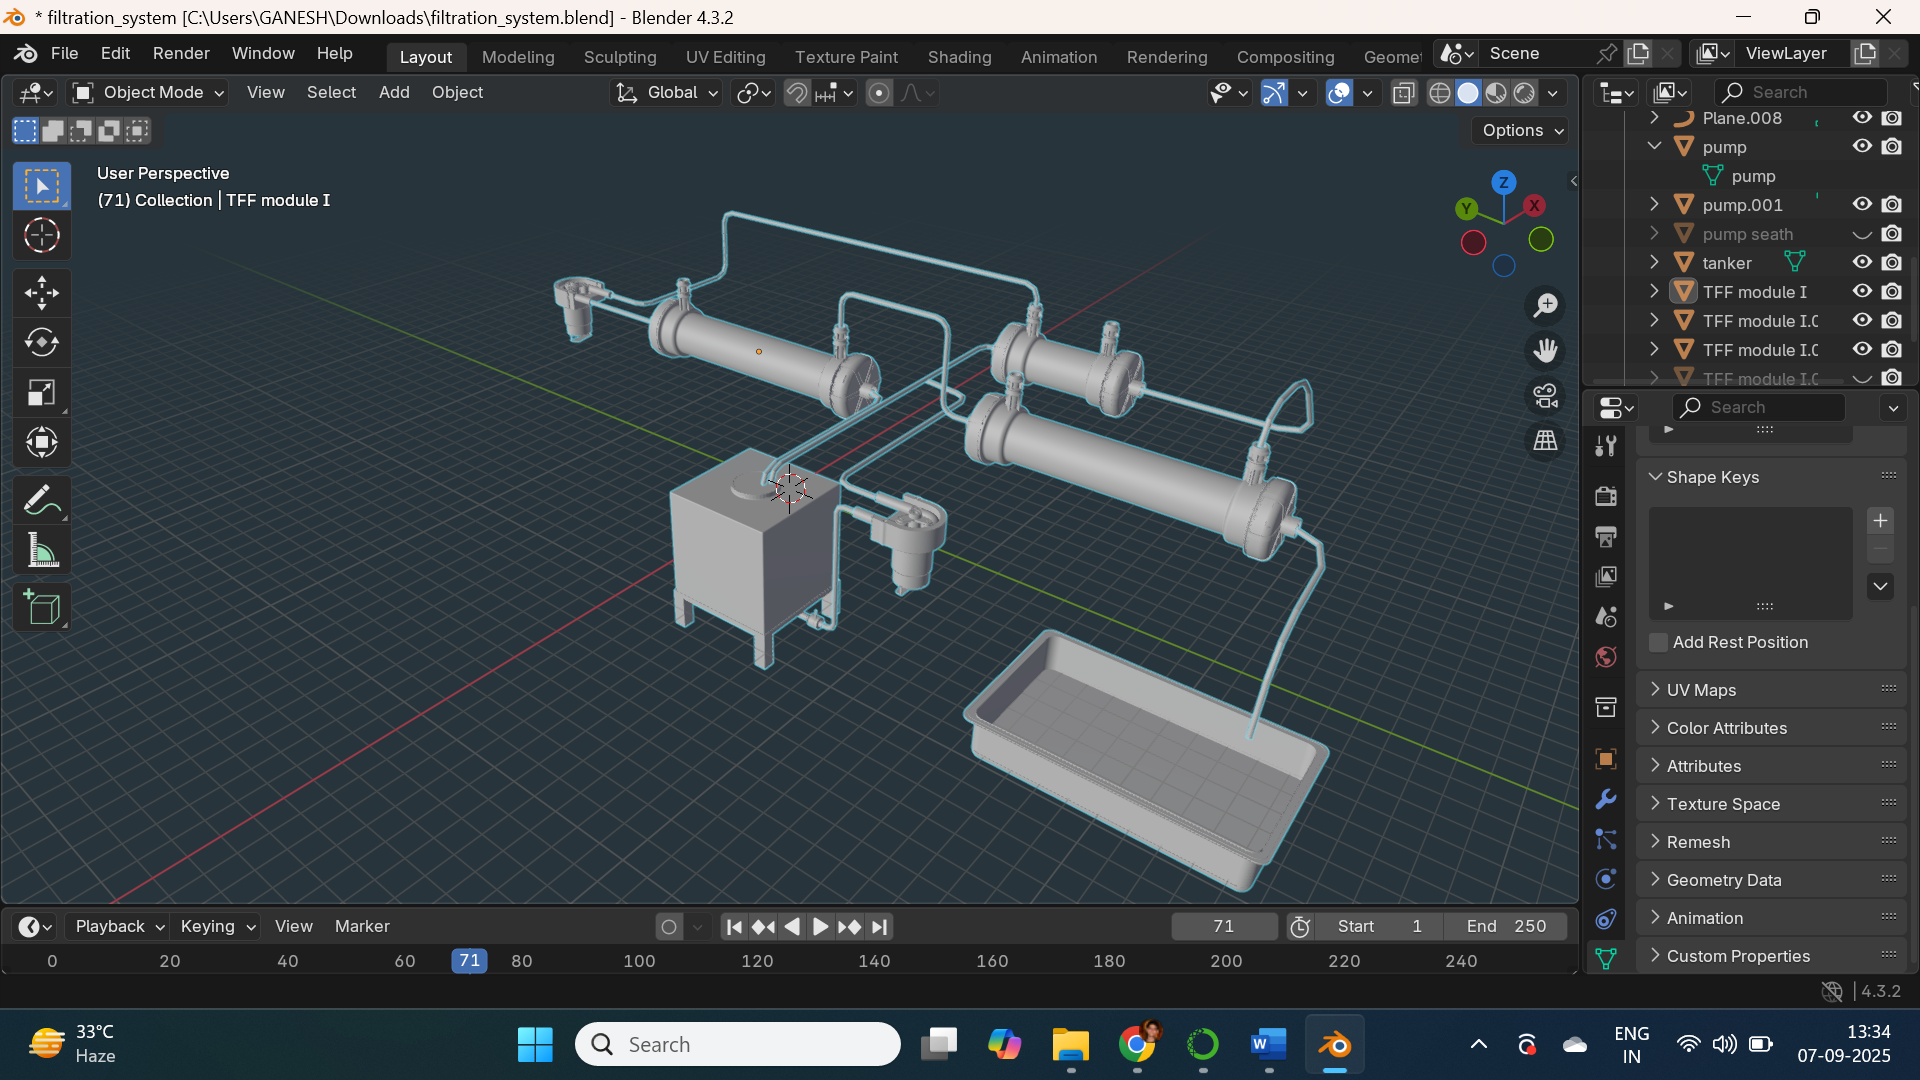 * filtration_system [C:\Users\GANESH\Downloads\filtration_system.blend] - Blender 4.3.2
File Edit Render Window Help Layout Modeling Sculpting UV Editing Texture Paint Shading Animation Rendering Compositing Geomet Scene ViewLayer
Object Mode View Select Add Object Global Search
Options
User Perspective
(71) Collection | TFF module I
Z
Y
X
Plane.008
pump
pump
pump.001
pump seath
tanker
TFF module I
TFF module I.0
TFF module I.0
TFF module I.0
Search
Shape Keys
Add Rest Position
UV Maps
Color Attributes
Attributes
Texture Space
Remesh
Geometry Data
Animation
Custom Properties
Playback Keying View Marker 71 Start 1 End 250
0 20 40 60 71 80 100 120 140 160 180 200 220 240
4.3.2
33°C
Haze
Search
W
ENG
IN
13:34
07-09-2025